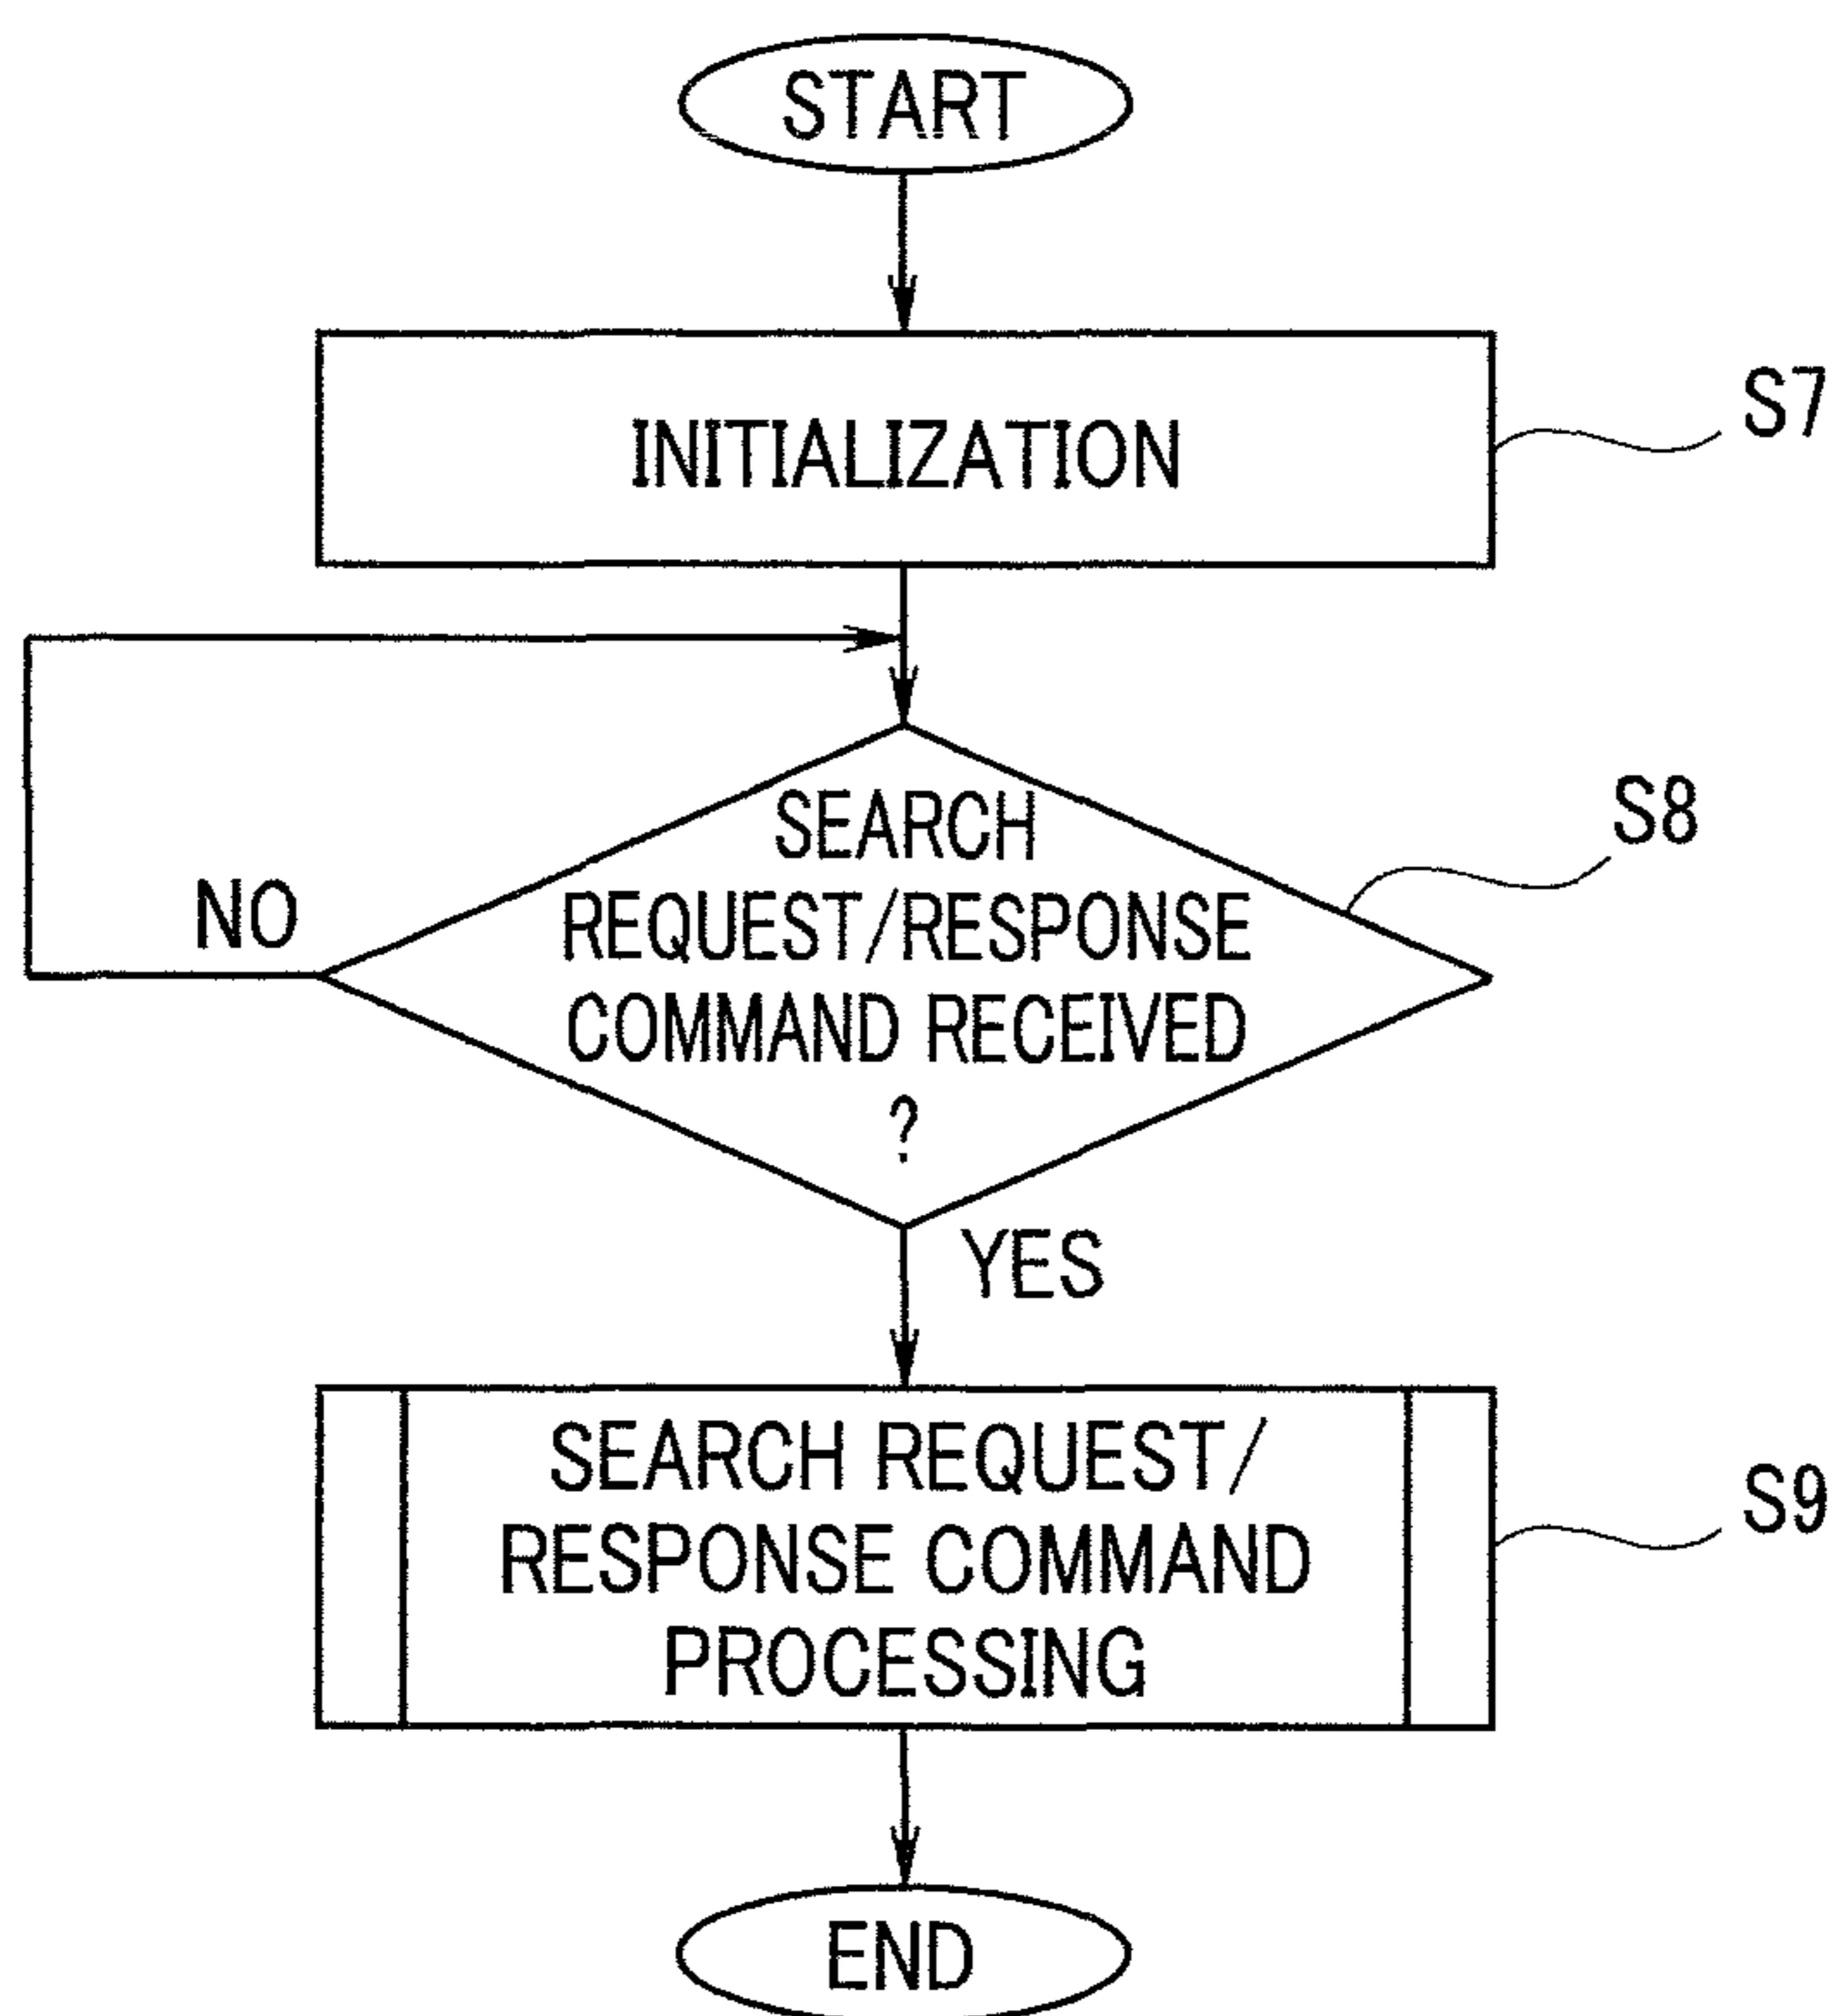 START
INITIALIZATION
S7
SEARCH
REQUEST/RESPONSE
COMMAND RECEIVED
?
S8
NO
YES
SEARCH REQUEST/
RESPONSE COMMAND
PROCESSING
S9
END